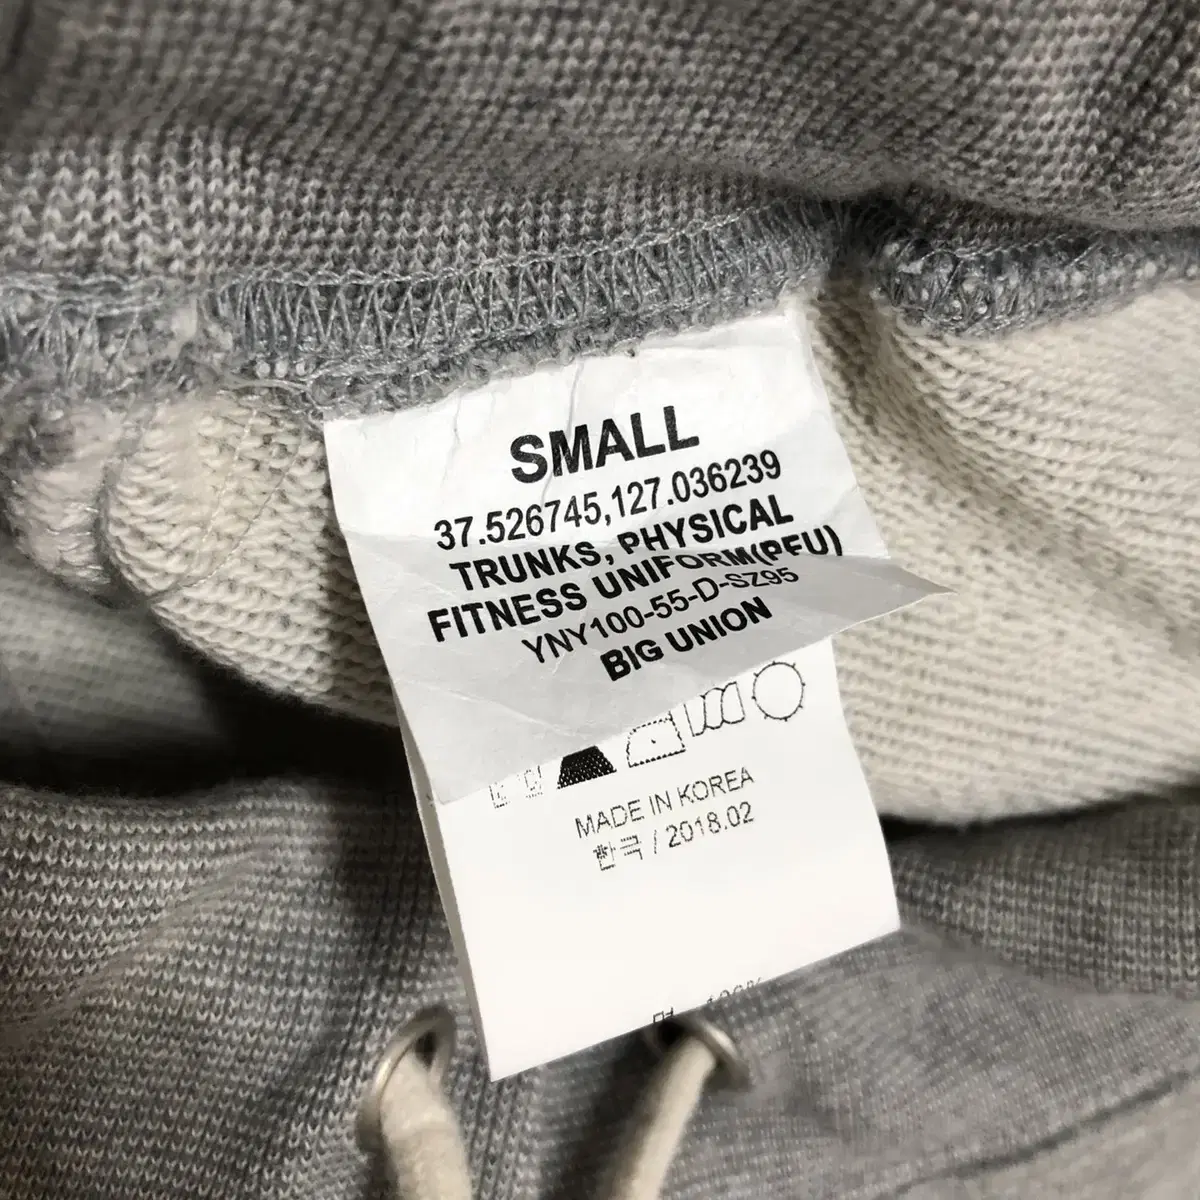 SMALL
37.526745,127.036239
TRUNKS, PHYSICAL
FITNESS UNIFORM(PFU)
YNY100-55-D-SZ95
BIG UNION
MADE IN KOREA
한국 / 2018.02